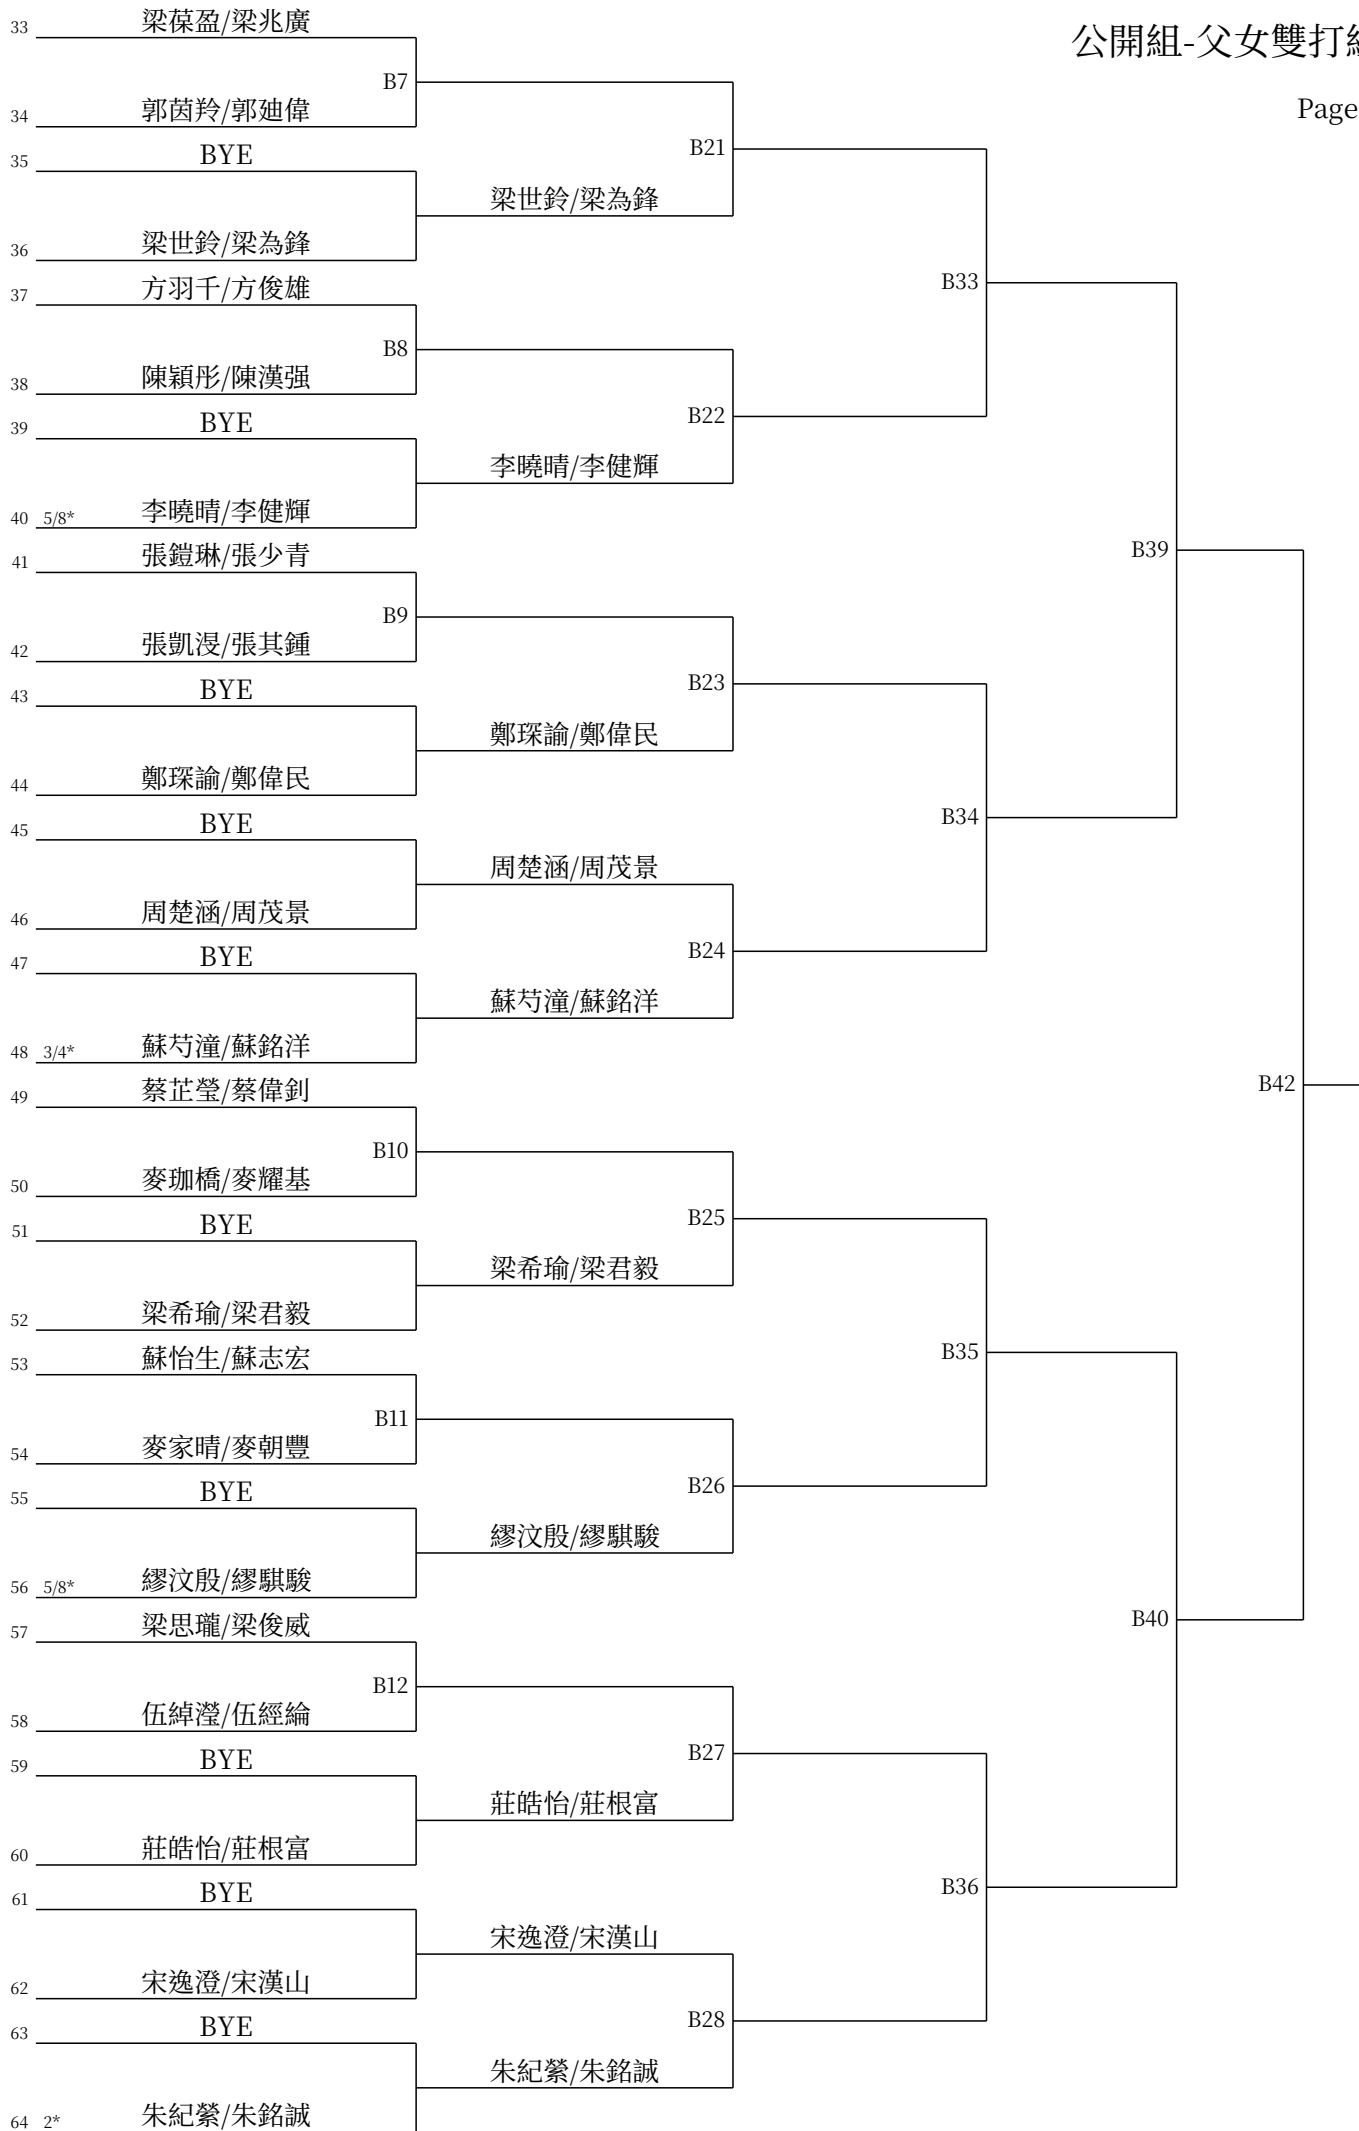 公開組-父女雙打
Page
33 梁葆盈/梁兆廣
B7
34 郭茵羚/郭廸偉
35 BYE
B21
梁世鈴/梁為鋒
36 梁世鈴/梁為鋒
B33
37 方羽千/方俊雄
B8
38 陳穎彤/陳漢强
39 BYE
B22
李曉晴/李健輝
40 5/8* 李曉晴/李健輝
B39
41 張鎧琳/張少青
B9
42 張凱浸/張其鍾
43 BYE
B23
鄭琛諭/鄭偉民
44 鄭琛諭/鄭偉民
B34
45 BYE
周楚涵/周茂景
46 周楚涵/周茂景
47 BYE
B24
蘇芍潼/蘇銘洋
48 3/4* 蘇芍潼/蘇銘洋
B42
49 蔡芷瑩/蔡偉釗
B10
50 麥珈橋/麥耀基
51 BYE
B25
梁希瑜/梁君毅
52 梁希瑜/梁君毅
B35
53 蘇怡生/蘇志宏
B11
54 麥家晴/麥朝豐
55 BYE
B26
繆汶殷/繆騏駿
56 5/8* 繆汶殷/繆騏駿
B40
57 梁思瓏/梁俊威
B12
58 伍綽瀅/伍經綸
59 BYE
B27
莊皓怡/莊根富
60 莊皓怡/莊根富
B36
61 BYE
宋逸澄/宋漢山
62 宋逸澄/宋漢山
63 BYE
B28
朱紀縈/朱銘誠
64 2* 朱紀縈/朱銘誠